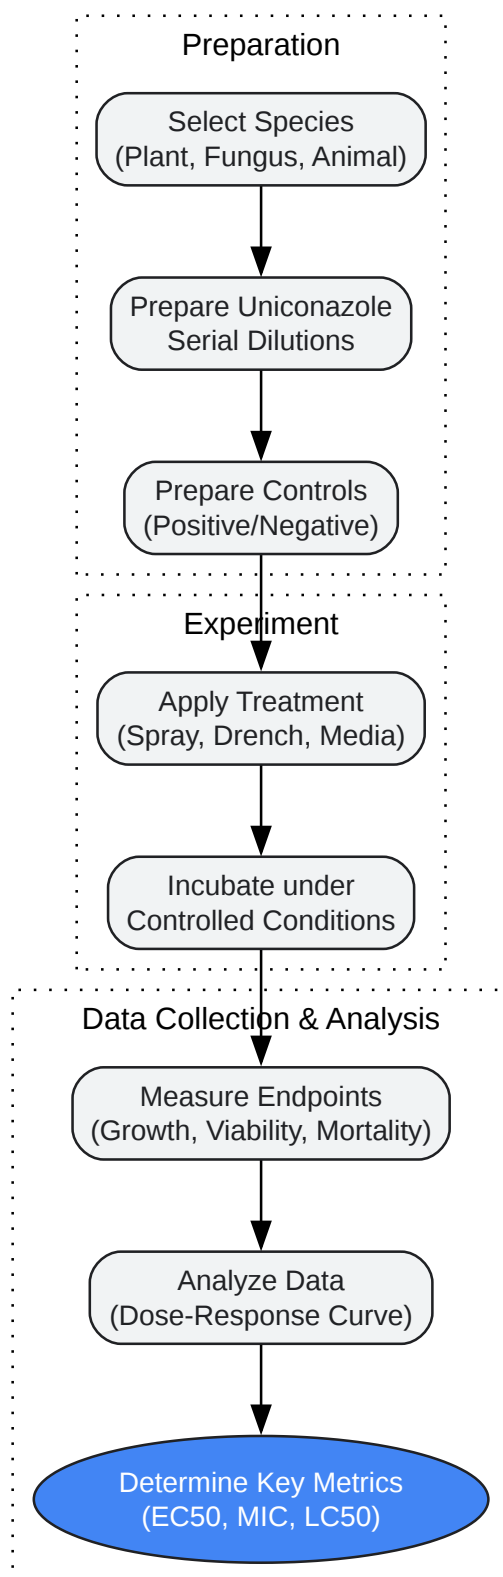 Preparation
Select Species
(Plant, Fungus, Animal)
Prepare Uniconazole
Serial Dilutions
Prepare Controls
(Positive/Negative)
Experiment
Apply Treatment
(Spray, Drench, Media)
Incubate under
Controlled Conditions
Data Collection & Analysis
Measure Endpoints
(Growth, Viability, Mortality)
Analyze Data
(Dose-Response Curve)
Determine Key Metrics
(EC50, MIC, LC50)